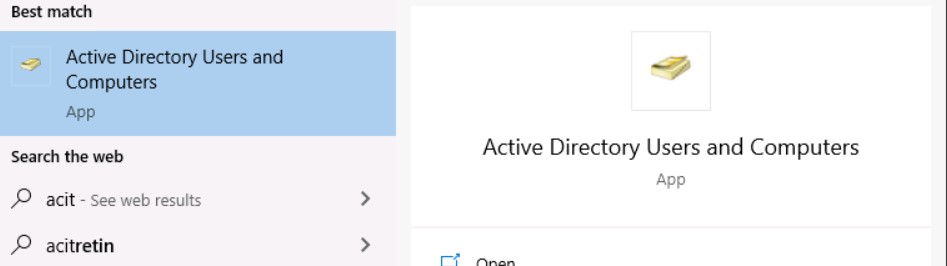 Best match
Active Directory Users and
Computers
App
Search the web
acit - See web results
acitretin
Active Directory Users and Computers
App
Open